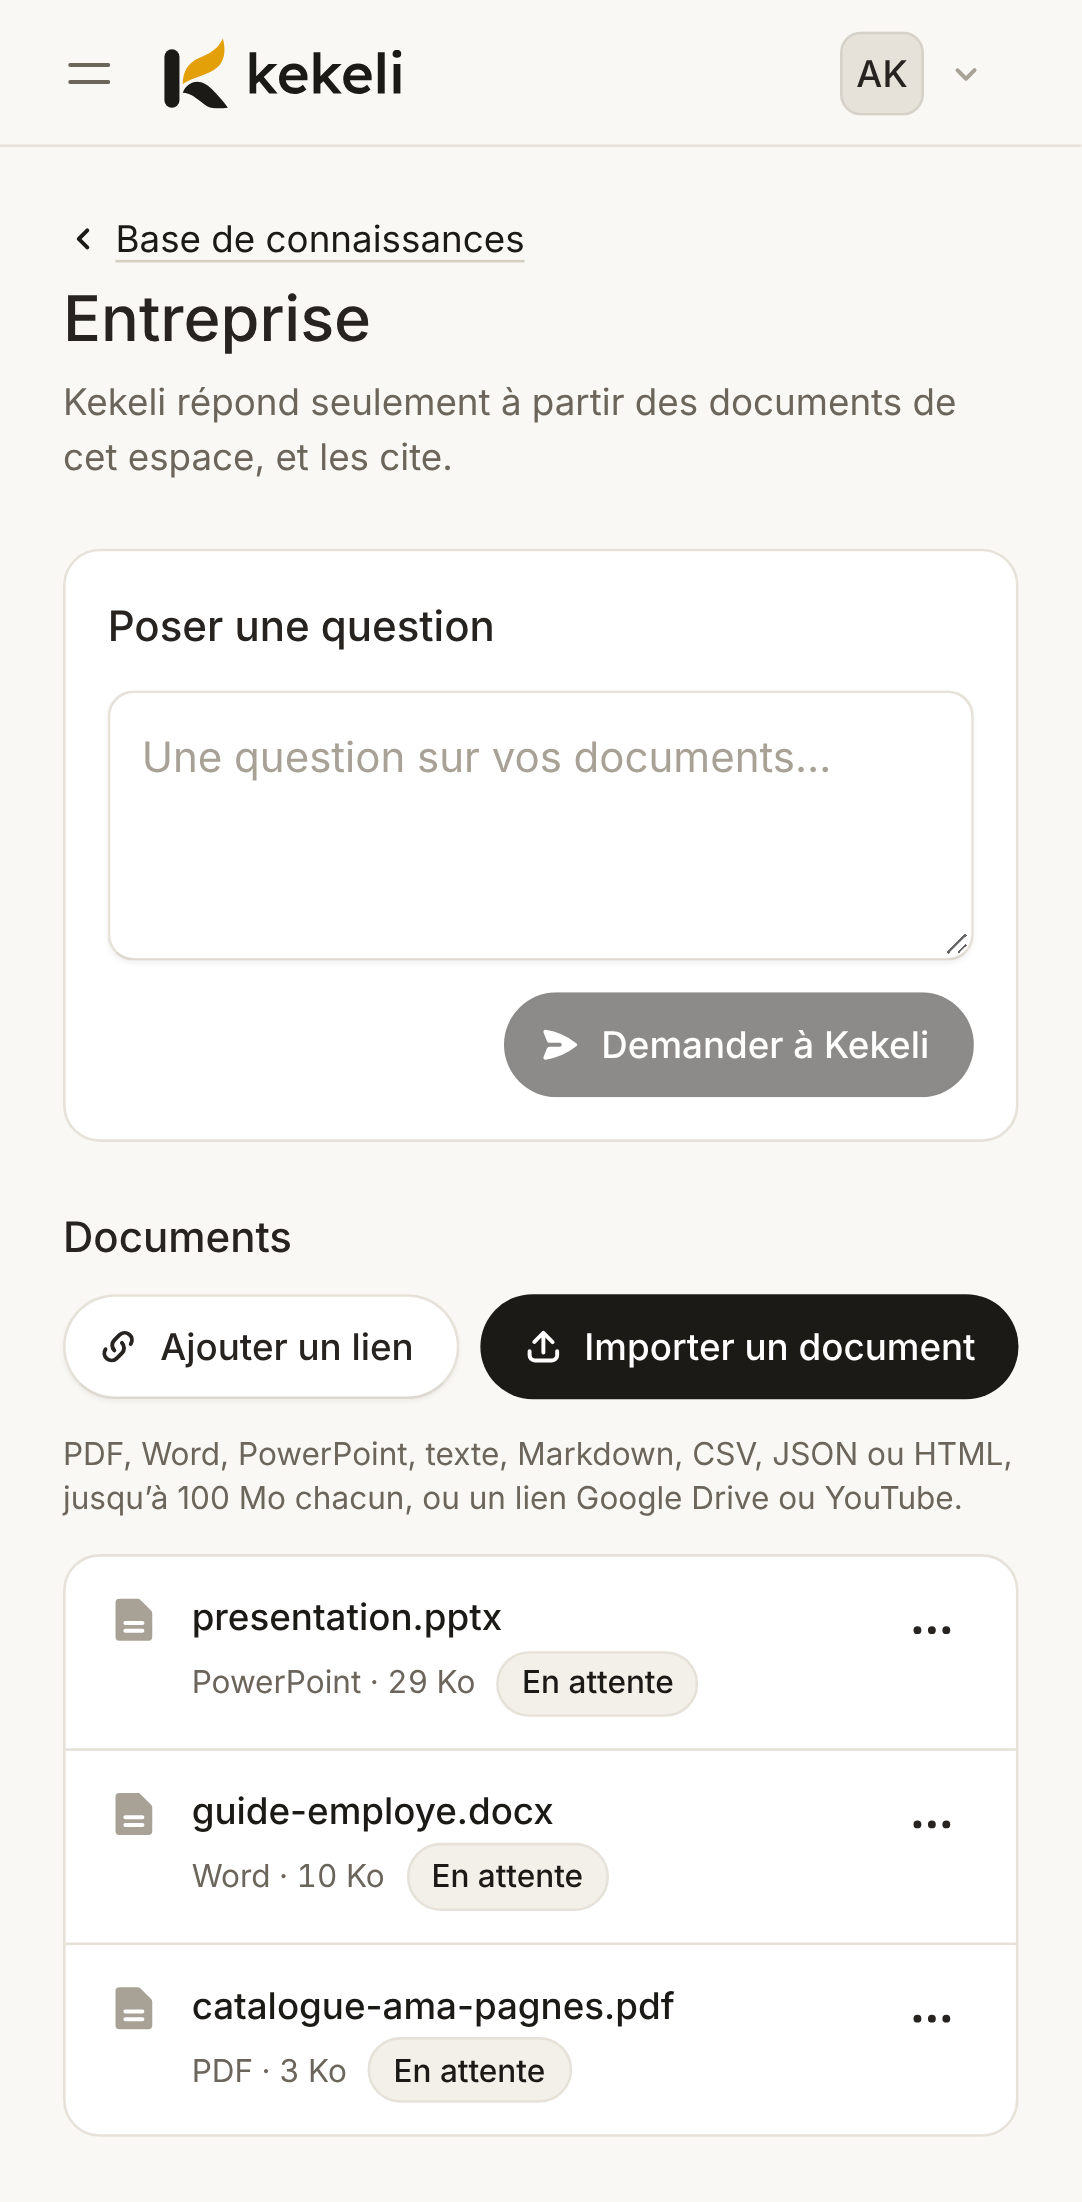 kekeli
AK
Base de connaissances
Entreprise
Kekeli répond seulement à partir des documents de
cet espace, et les cite.
Poser une question
Une question sur vos documents...
Demander à Kekeli
Documents
Ajouter un lien
Importer un document
PDF, Word, PowerPoint, texte, Markdown, CSV, JSON ou HTML,
jusqu’à 100 Mo chacun, ou un lien Google Drive ou YouTube.
presentation.pptx
PowerPoint · 29 Ko En attente
guide-employe.docx
Word · 10 Ko En attente
catalogue-ama-pagnes.pdf
PDF · 3 Ko En attente